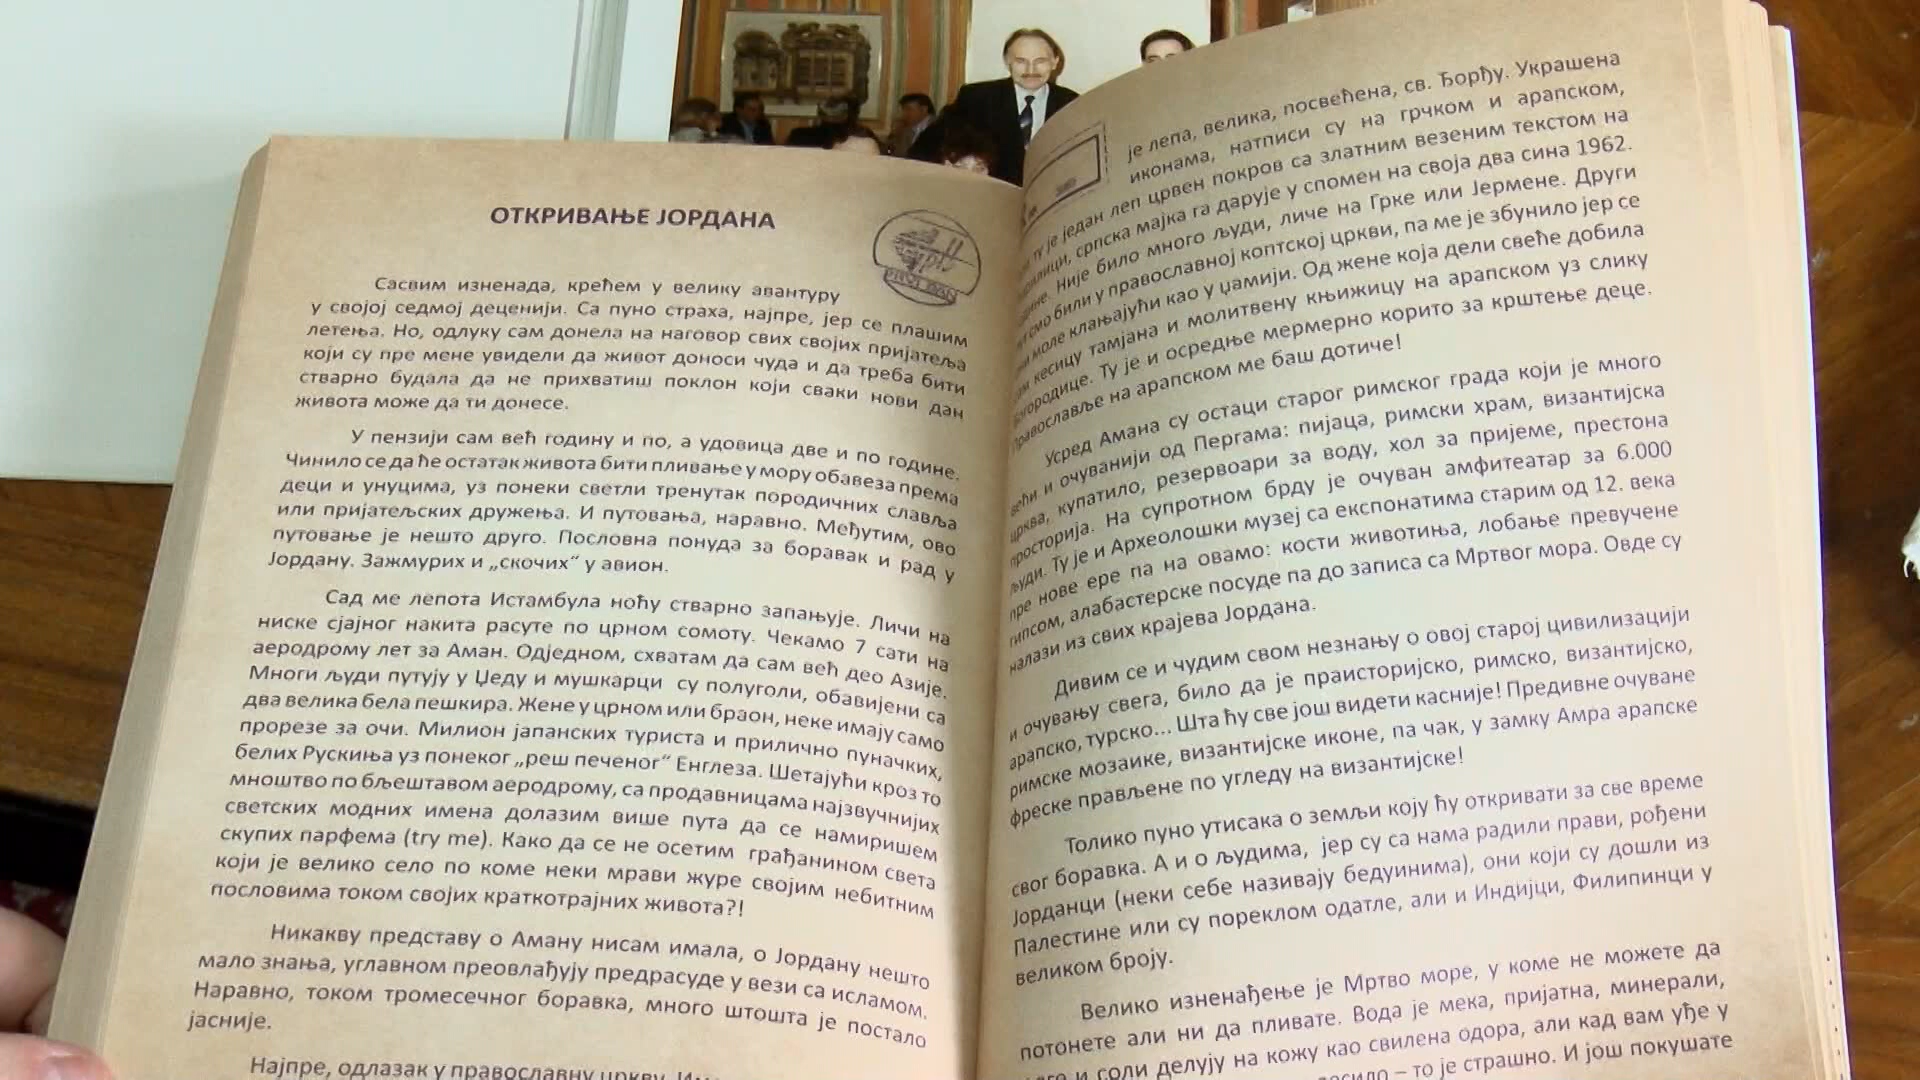 ОТКРИВАЊЕ ЈОРДАНА
PRVI DAN
Сасвим изненада, крећем у велику авантуру
у својој седмој деценији. Са пуно страха, најпре, јер се плашим
летења. Но, одлуку сам донела на наговор свих својих пријатеља
који су пре мене увидели да живот доноси чуда и да треба бити
стварно будала да не прихватиш поклон који сваки нови дан
живота може да ти донесе.
У пензији сам већ годину и по, а удовица две и по године.
Чинило се да ће остатак живота бити пливање у мору обавеза према
деци и унуцима, уз понеки светли тренутак породичних славља
или пријатељских дружења. И путовања, наравно. Међутим, ово
путовање је нешто друго. Пословна понуда за боравак и рад у
Јордану. Зажмурих и „скочих“ у авион.
Сад ме лепота Истамбула ноћу стварно запањује. Личи на
ниске сјајног накита расуте по црном сомоту. Чекамо 7 сати на
аеродрому лет за Аман. Одједном, схватам да сам већ део Азије.
Многи људи путују у Џеду и мушкарци су полуголи, обавијени са
два велика бела пешкира. Жене у црном или браон, неке имају само
прорезе за очи. Милион јапанских туриста и прилично пуначких,
белих Рускиња уз понеког „реш печеног“ Енглеза. Шетајући кроз то
мноштво по бљештавом аеродрому, са продавницама најзвучнијих
светских модних имена долазим више пута да се намиришем
скупих парфема (try me). Како да се не осетим грађанином света
који је велико село по коме неки мрави журе својим небитним
пословима током својих краткотрајних живота?!
Никакву представу о Аману нисам имала, о Јордану нешто
мало знања, углавном преовлађују предрасуде у вези са исламом.
Наравно, током тромесечног боравка, много штошта је постало
јасније.
Најпре, одлазак у православну цркву.
је лепа, велика, посвећена, св. Ђорђу. Украшена
иконама, натписи су на грчком и арапском,
ту је један леп црвен покров са златним везеним текстом на
српска мајка га дарује у спомен на своја два сина 1962.
Није било много људи, личе на Грке или Јермене. Други
смо били у православној коптској цркви, па ме је збунило јер се
моле клањајући као у џамији. Од жене која дели свеће добила
кесицу тамјана и молитвену књижицу на арапском уз слику
Богородице. Ту је и осредње мермерно корито за крштење деце.
Православље на арапском ме баш дотиче!
Усред Амана су остаци старог римског града који је много
већи и очуванији од Пергама: пијаца, римски храм, византијска
црква, купатило, резервоари за воду, хол за пријеме, престона
просторија. На супротном брду је очуван амфитеатар за 6.000
људи. Ту је и Археолошки музеј са експонатима старим од 12. века
пре нове ере па на овамо: кости животиња, лобање превучене
гипсом, алабастерске посуде па до записа са Мртвог мора. Овде су
налази из свих крајева Јордана.
Дивим се и чудим свом незнању о овој старој цивилизацији
и очувању свега, било да је праисторијско, римско, византијско,
арапско, турско... Шта ћу све још видети касније! Предивне очуване
римске мозаике, византијске иконе, па чак, у замку Амра арапске
фреске прављене по угледу на византијске!
Толико пуно утисака о земљи коју ћу откривати за све време
свог боравка. А и о људима, јер су са нама радили прави, рођени
Јорданци (неки себе називају бедуинима), они који су дошли из
Палестине или су пореклом одатле, али и Индијци, Филипинци у
великом броју.
Велико изненађење је Мртво море, у коме не можете да
потонете али ни да пливате. Вода је мека, пријатна, минерали,
и соли делују на кожу као свилена одора, али кад вам уђе у
– то је страшно. И још покушате